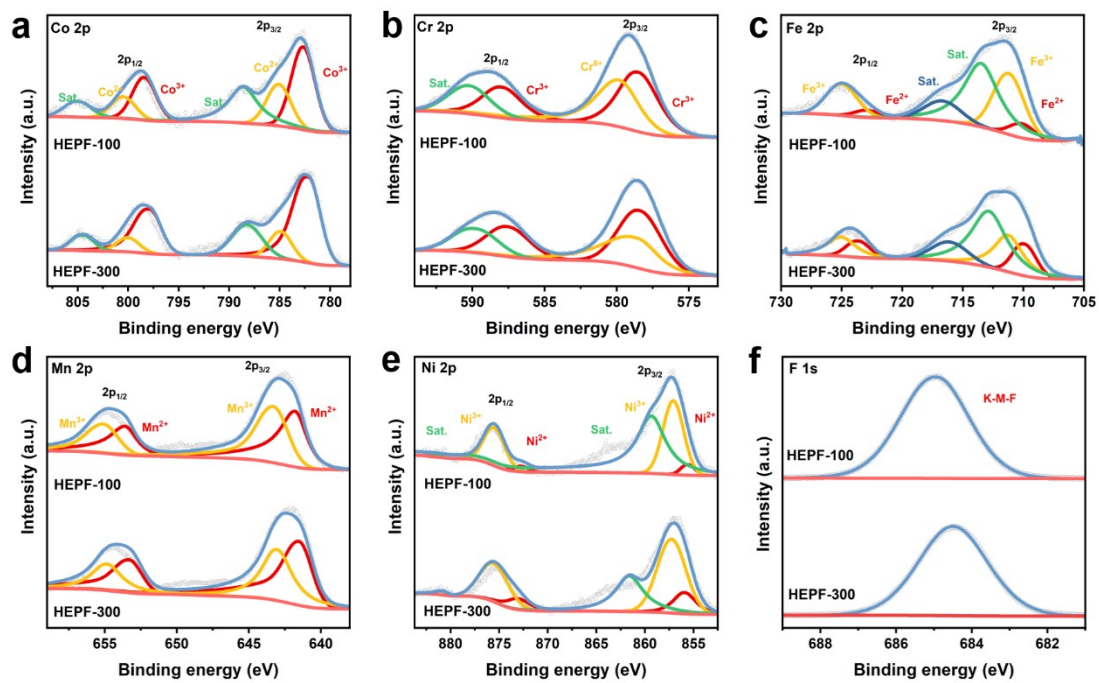 a
Co 2p
2p3/2
2p1/2
Sat.
Co2+
Co3+
Sat.
Co2+
Co3+
HEPF-100
HEPF-300
Intensity (a.u.)
805 800 795 790 785 780
Binding energy (eV)
b
Cr 2p
2p3/2
2p1/2
Sat.
Cr3+
Cr6+
Cr3+
HEPF-100
HEPF-300
Intensity (a.u.)
590 585 580 575
Binding energy (eV)
c
Fe 2p
2p3/2
2p1/2
Fe3+
Fe2+
Sat.
Sat.
Fe3+
Fe2+
HEPF-100
HEPF-300
Intensity (a.u.)
730 725 720 715 710 705
Binding energy (eV)
d
Mn 2p
2p3/2
2p1/2
Mn3+
Mn2+
Mn3+
Mn2+
HEPF-100
HEPF-300
Intensity (a.u.)
655 650 645 640
Binding energy (eV)
e
Ni 2p
2p3/2
2p1/2
Sat.
Ni3+
Ni2+
Sat.
Ni3+
Ni2+
HEPF-100
HEPF-300
Intensity (a.u.)
880 875 870 865 860 855
Binding energy (eV)
f
F 1s
K-M-F
HEPF-100
HEPF-300
Intensity (a.u.)
688 686 684 682
Binding energy (eV)